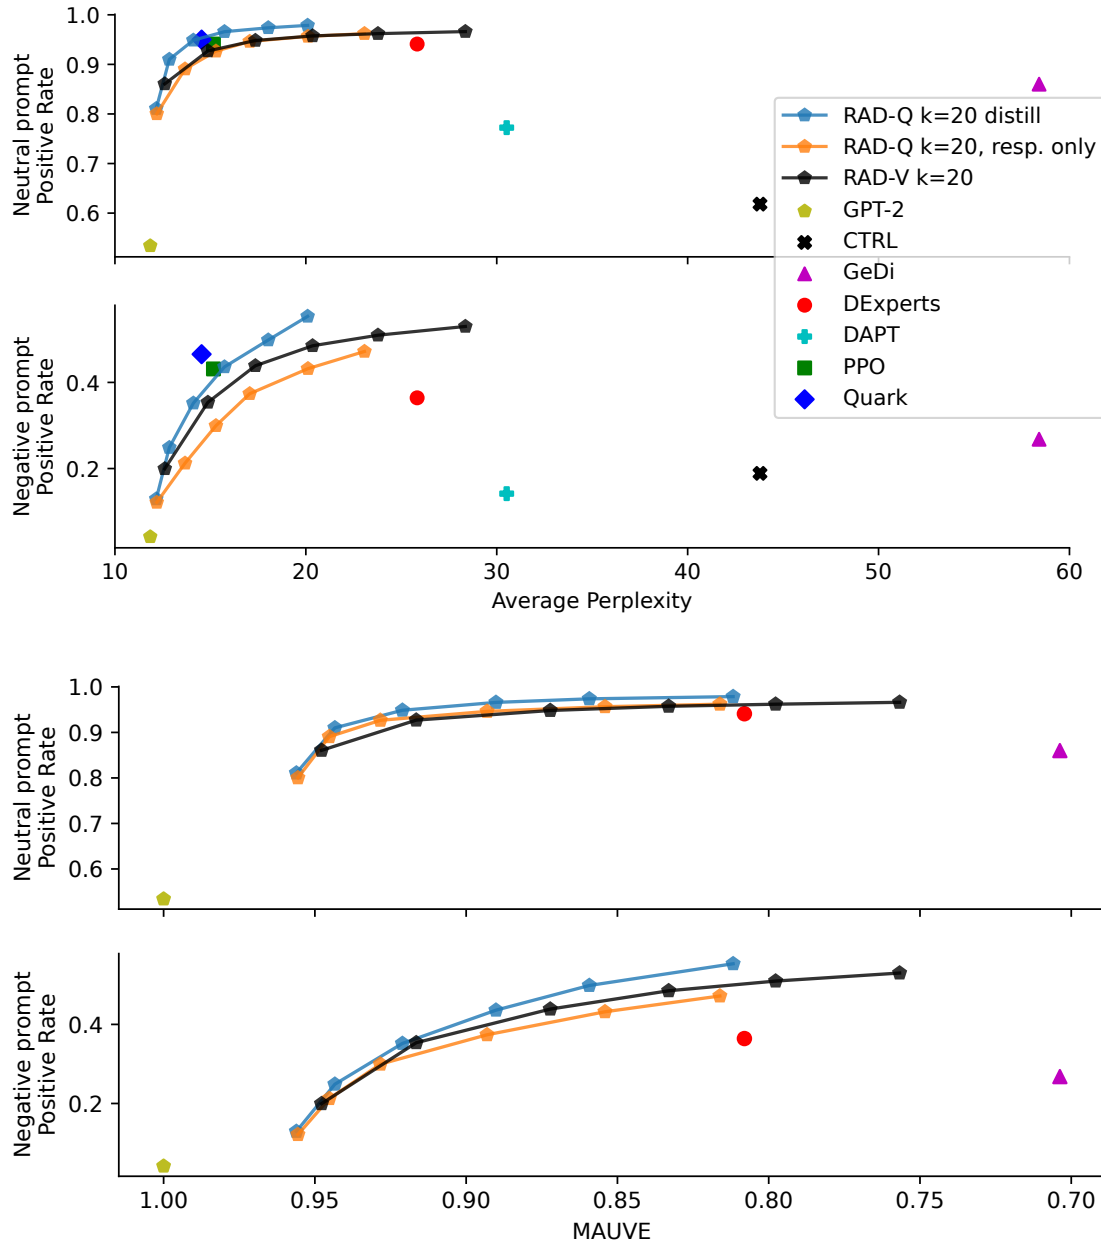 1.0
0.9
0.8
0.7
0.6
Neutral prompt
Positive Rate
RAD-Q k=20 distill
RAD-Q k=20, resp. only
RAD-V k=20
GPT-2
CTRL
GeDi
DExperts
DAPT
PPO
Quark
0.4
0.2
Negative prompt
Positive Rate
10 20 30 40 50 60
Average Perplexity
1.0
0.9
0.8
0.7
0.6
Neutral prompt
Positive Rate
0.4
0.2
Negative prompt
Positive Rate
1.00 0.95 0.90 0.85 0.80 0.75 0.70
MAUVE